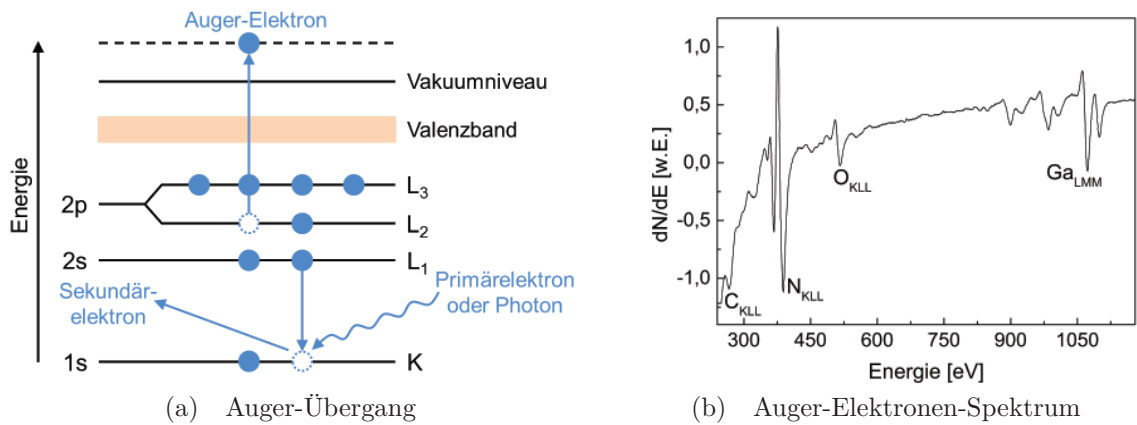 Auger-Elektron
Energie
Vakuumniveau
Valenzband
2p
L3
L2
2s
L1
Sekundär-
elektron
Primärelektron
oder Photon
1s
K
(a) Auger-Übergang
dN/dE [w.E.]
1,0
0,5
0,0
-0,5
-1,0
CKLL
NKLL
OKLL
GaLMM
300
450
600
750
900
1050
Energie [eV]
(b) Auger-Elektronen-Spektrum